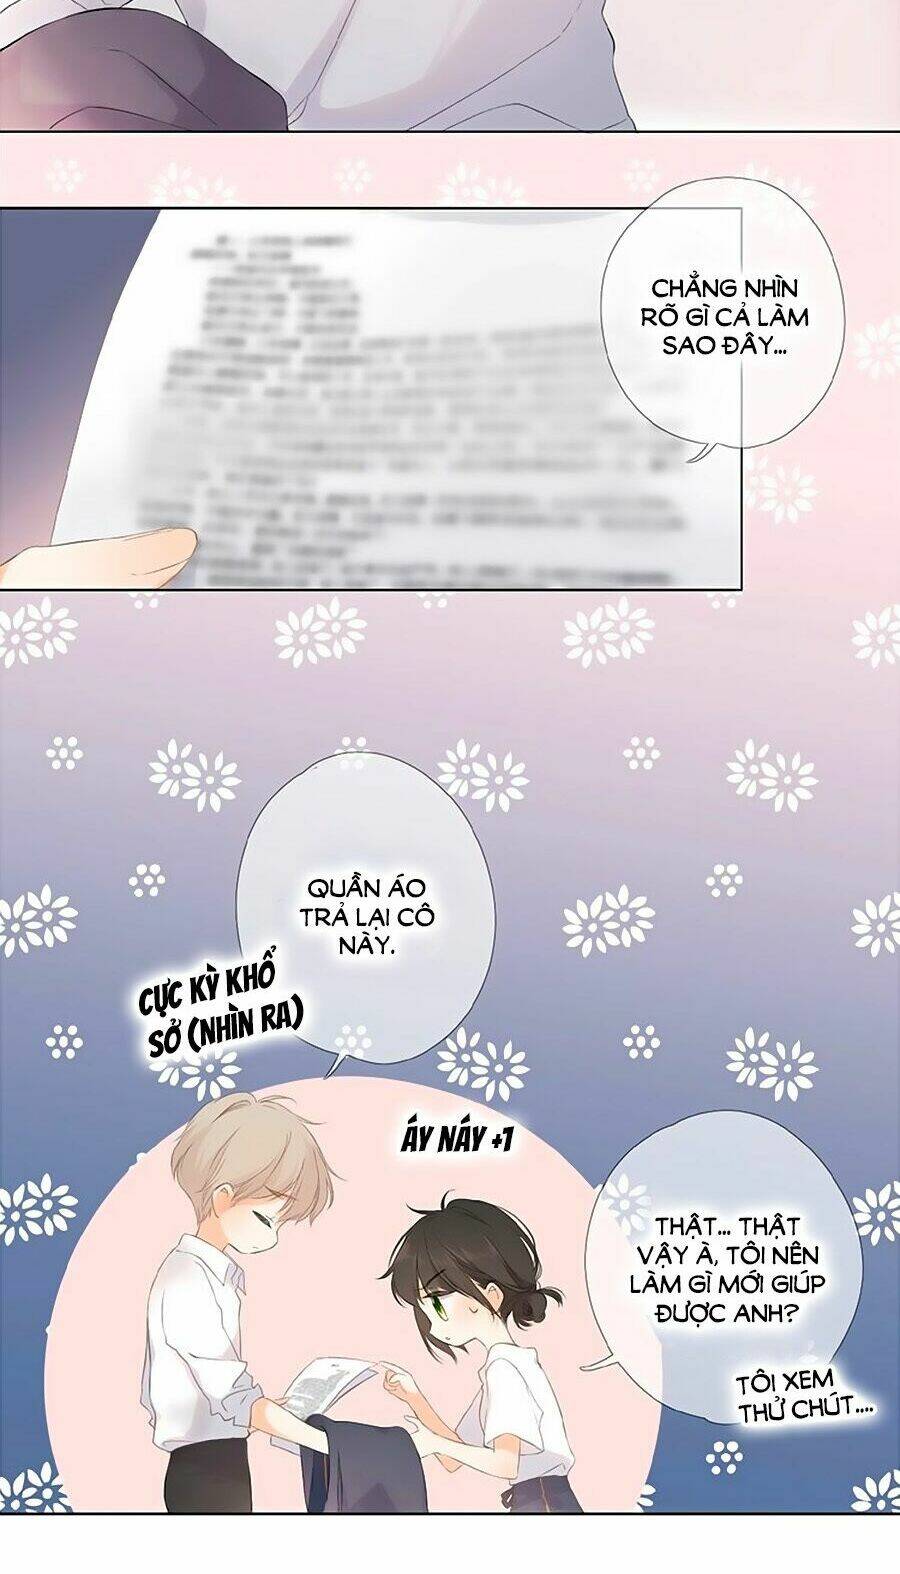 CHẲNG NHÌN
RÕ GÌ CẢ LÀM
SAO ĐÂY...
QUẦN ÁO
TRẢ LẠI CÔ
NÀY.
CỰC KỲ KHỔ
SỞ (NHÌN RA)
ÁY NÁY +1
THẬT... THẬT
VẬY À, TÔI NÊN
LÀM GÌ MỚI GIÚP
ĐƯỢC ANH?
TÔI XEM
THỬ CHÚT....